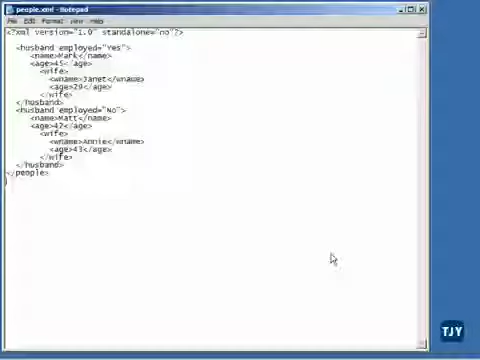 people.xml - Notepad
File Edit Format View Help
<?xml version="1.0" standalone="no"?>
<husband employed="Yes">
<name>Mark</name>
<age>45</age>
<wife>
<wname>Janet</wname>
<age>29</age>
</wife>
</husband>
<husband employed="No">
<name>Matt</name>
<age>42</age>
<wife>
<wname>Annie</wname>
<age>43</age>
</wife>
</husband>
</people>
TJY